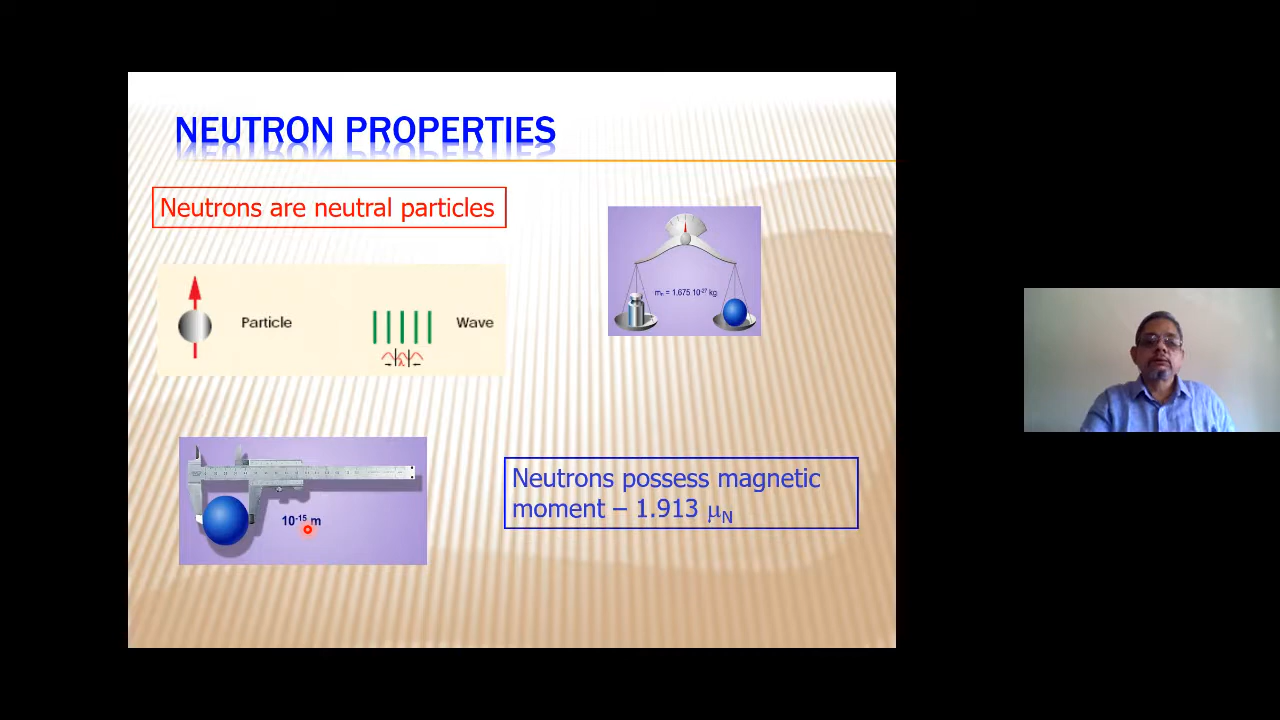 NEUTRON PROPERTIES
Neutrons are neutral particles
mₙ = 1.675 10⁻²⁷ kg
Particle
Wave
λ
10⁻¹⁵ m
Neutrons possess magnetic
moment – 1.913 μN